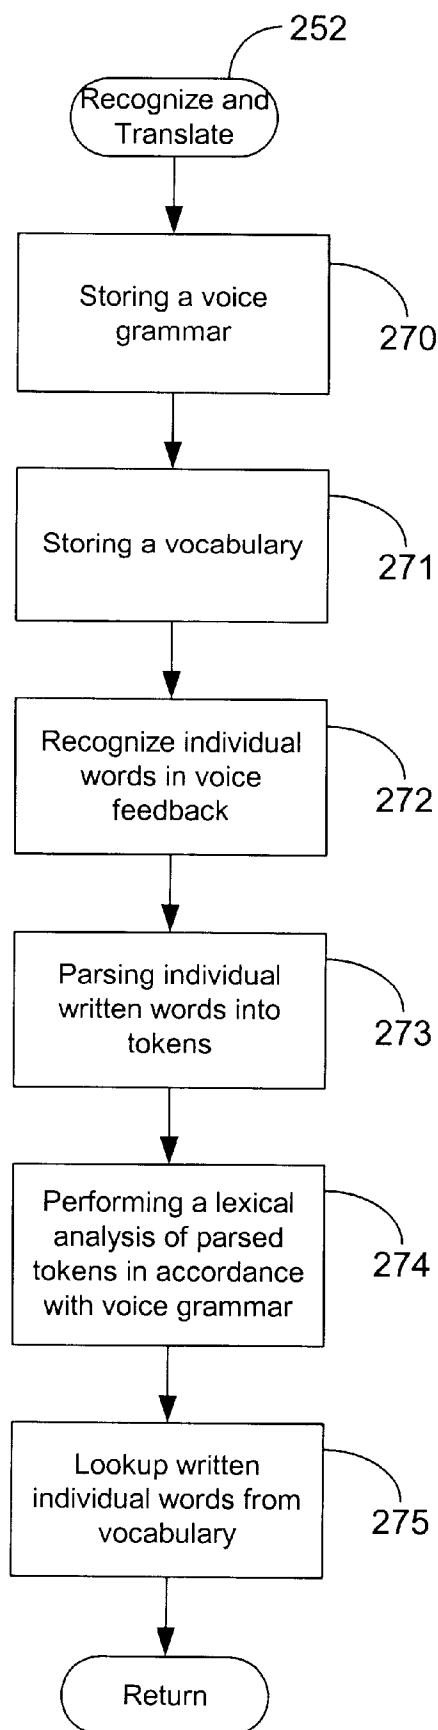 252
Recognize and
Translate
Storing a voice
grammar
270
Storing a vocabulary
271
Recognize individual
words in voice
feedback
272
Parsing individual
written words into
tokens
273
Performing a lexical
analysis of parsed
tokens in accordance
with voice grammar
274
Lookup written
individual words from
vocabulary
275
Return